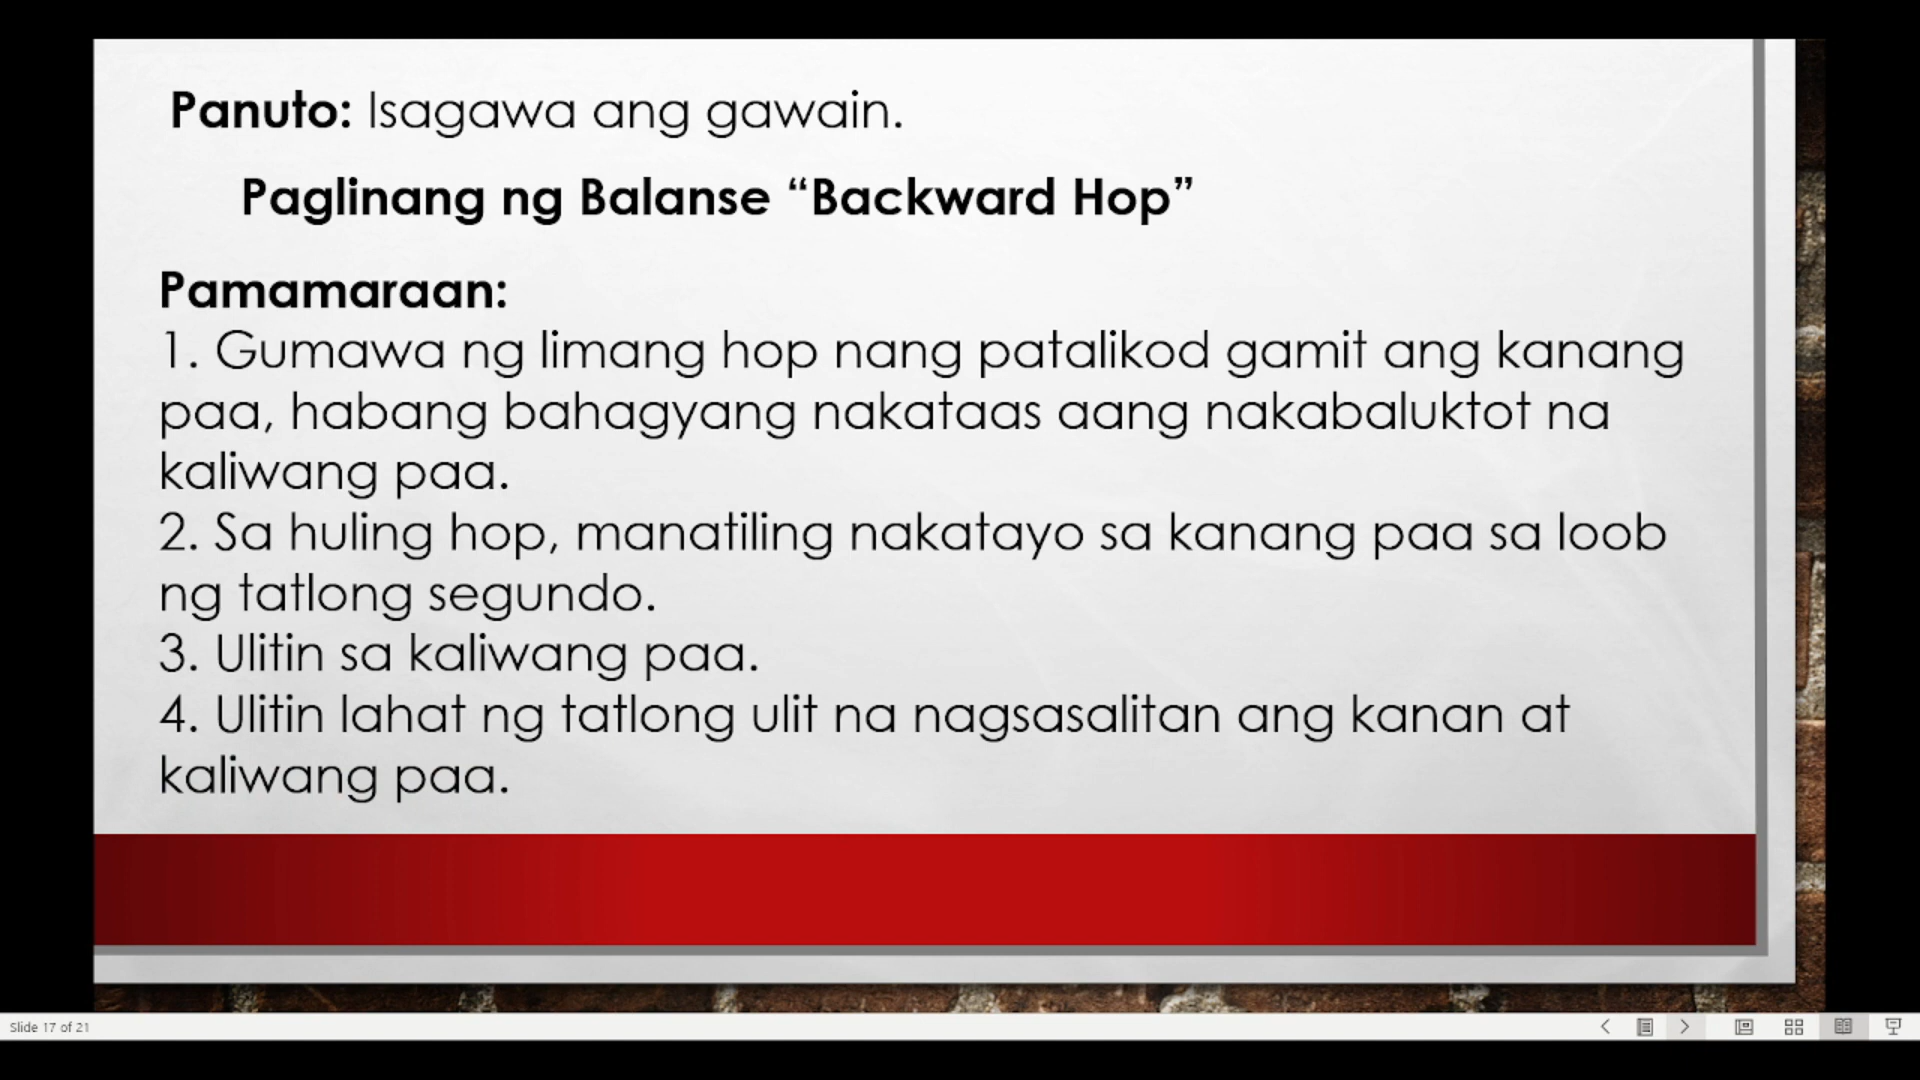 Panuto: Isagawa ang gawain.
Paglinang ng Balanse “Backward Hop”
Pamamaraan:
1. Gumawa ng limang hop nang patalikod gamit ang kanang
paa, habang bahagyang nakataas aang nakabaluktot na
kaliwang paa.
2. Sa huling hop, manatiling nakatayo sa kanang paa sa loob
ng tatlong segundo.
3. Ulitin sa kaliwang paa.
4. Ulitin lahat ng tatlong ulit na nagsasalitan ang kanan at
kaliwang paa.
Slide 17 of 21